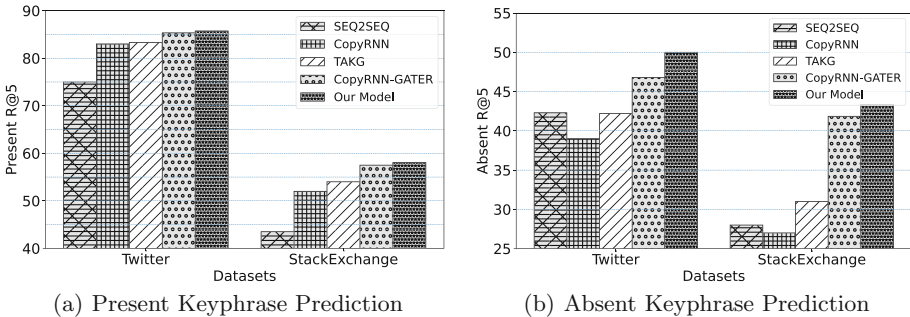 90
80
70
60
50
40
Present R@5
SEQ2SEQ
CopyRNN
TAKG
CopyRNN-GATER
Our Model
Twitter
StackExchange
Datasets
(a) Present Keyphrase Prediction
55
50
45
40
35
30
25
Absent R@5
SEQ2SEQ
CopyRNN
TAKG
CopyRNN-GATER
Our Model
Twitter
StackExchange
Datasets
(b) Absent Keyphrase Prediction